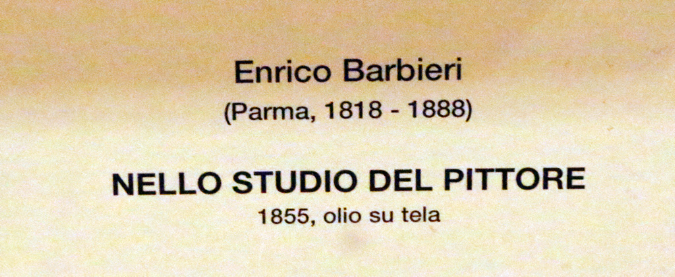 Enrico Barbieri
(Parma, 1818 - 1888)
NELLO STUDIO DEL PITTORE
1855, olio su tela